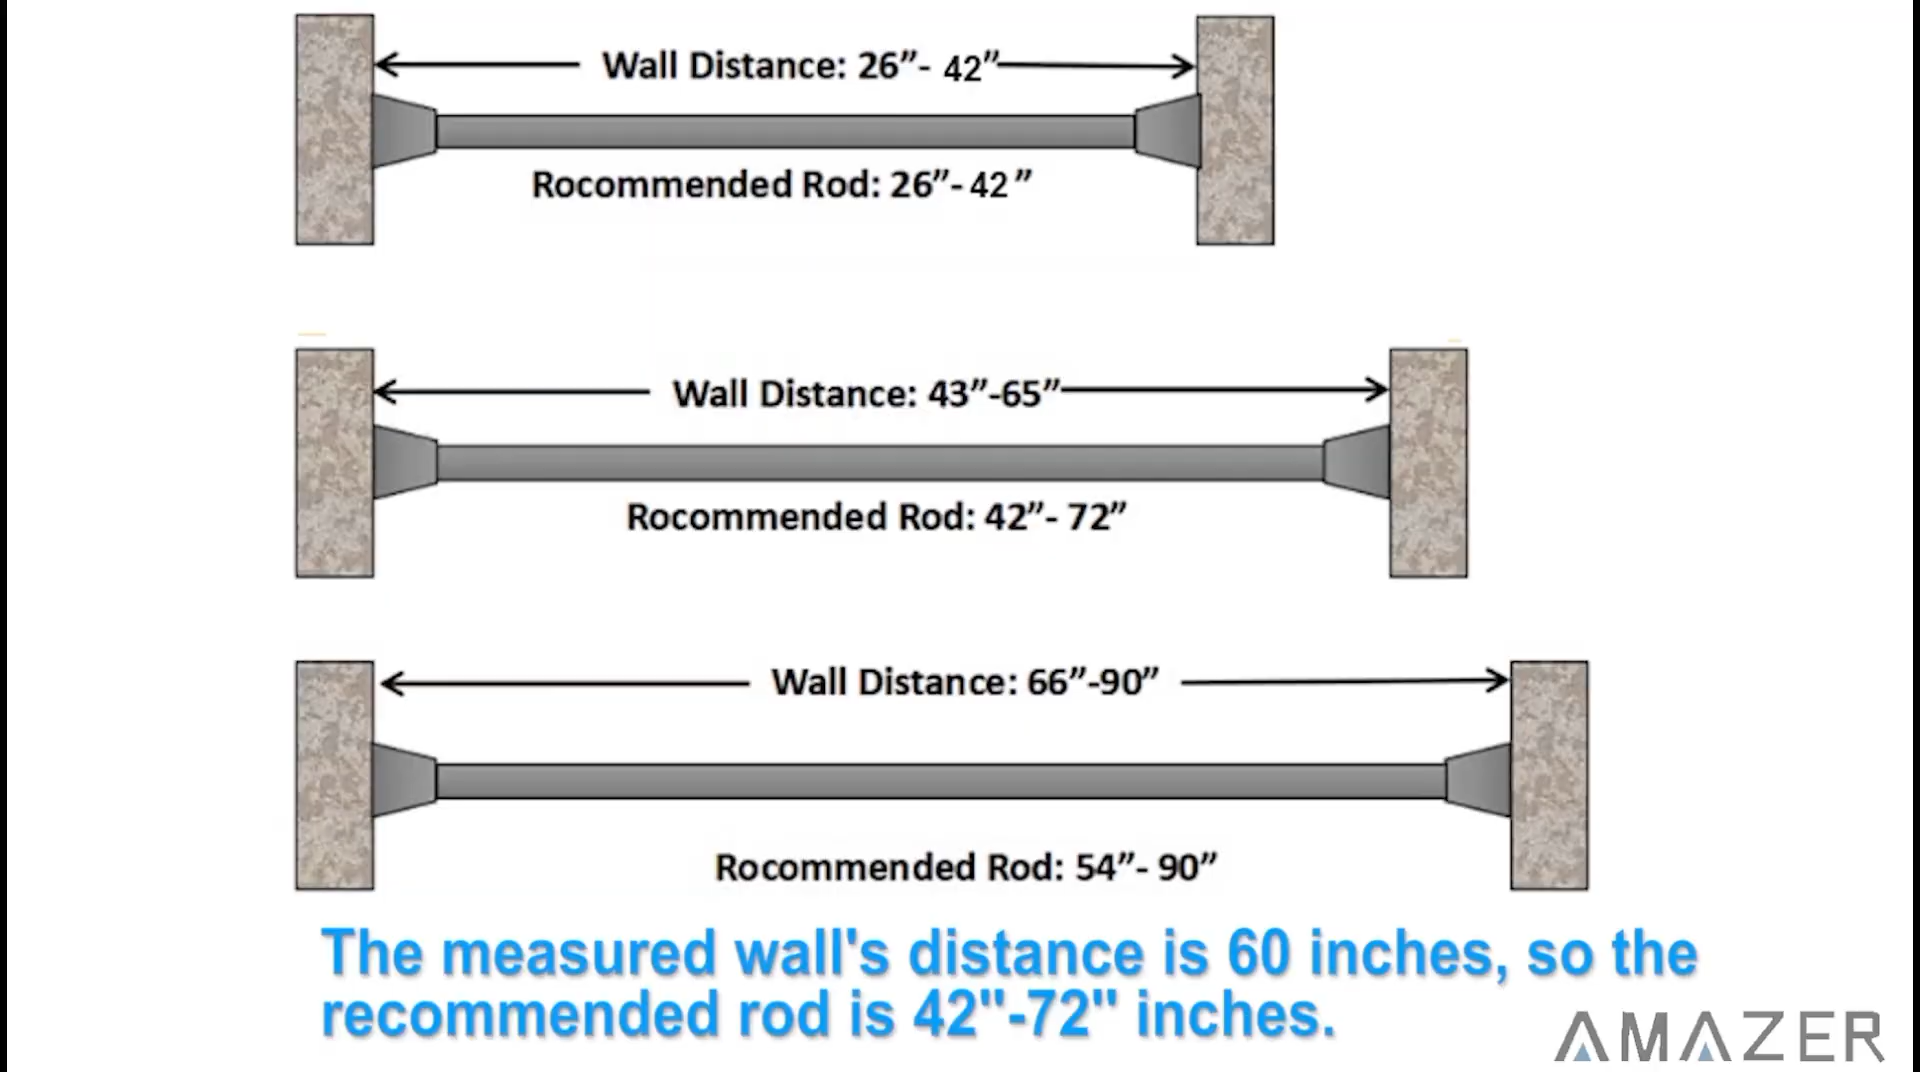 Wall Distance: 26”- 42”
Rocommended Rod: 26”- 42 ”
Wall Distance: 43”-65”
Rocommended Rod: 42”- 72”
Wall Distance: 66”-90”
Rocommended Rod: 54”- 90”
The measured wall's distance is 60 inches, so the
recommended rod is 42"-72" inches.
AMAZER